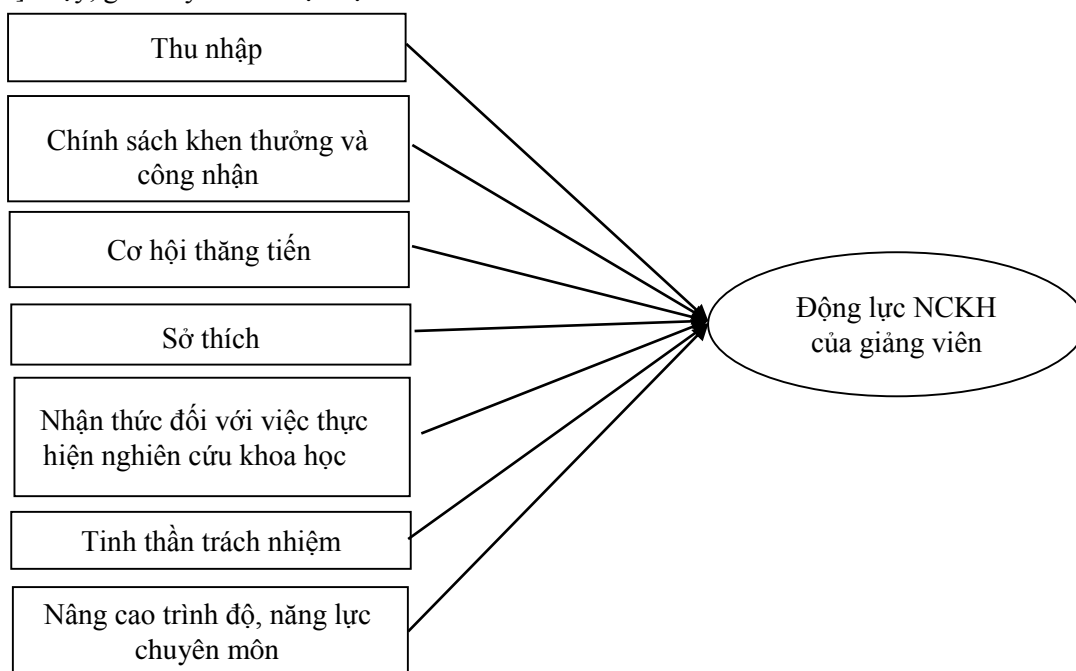 Thu nhập
Chính sách khen thưởng và
công nhận
Cơ hội thăng tiến
Sở thích
Nhận thức đối với việc thực
hiện nghiên cứu khoa học
Tinh thần trách nhiệm
Nâng cao trình độ, năng lực
chuyên môn
Động lực NCKH
của giảng viên